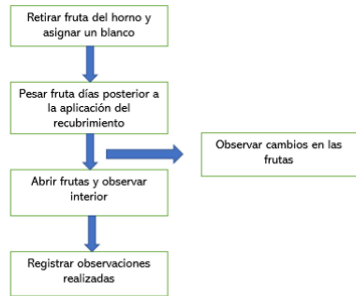 Retirar fruta del horno y
asignar un blanco
Pesar fruta días posterior a
la aplicación del
recubrimiento
Observar cambios en las
frutas
Abrir frutas y observar
interior
Registrar observaciones
realizadas